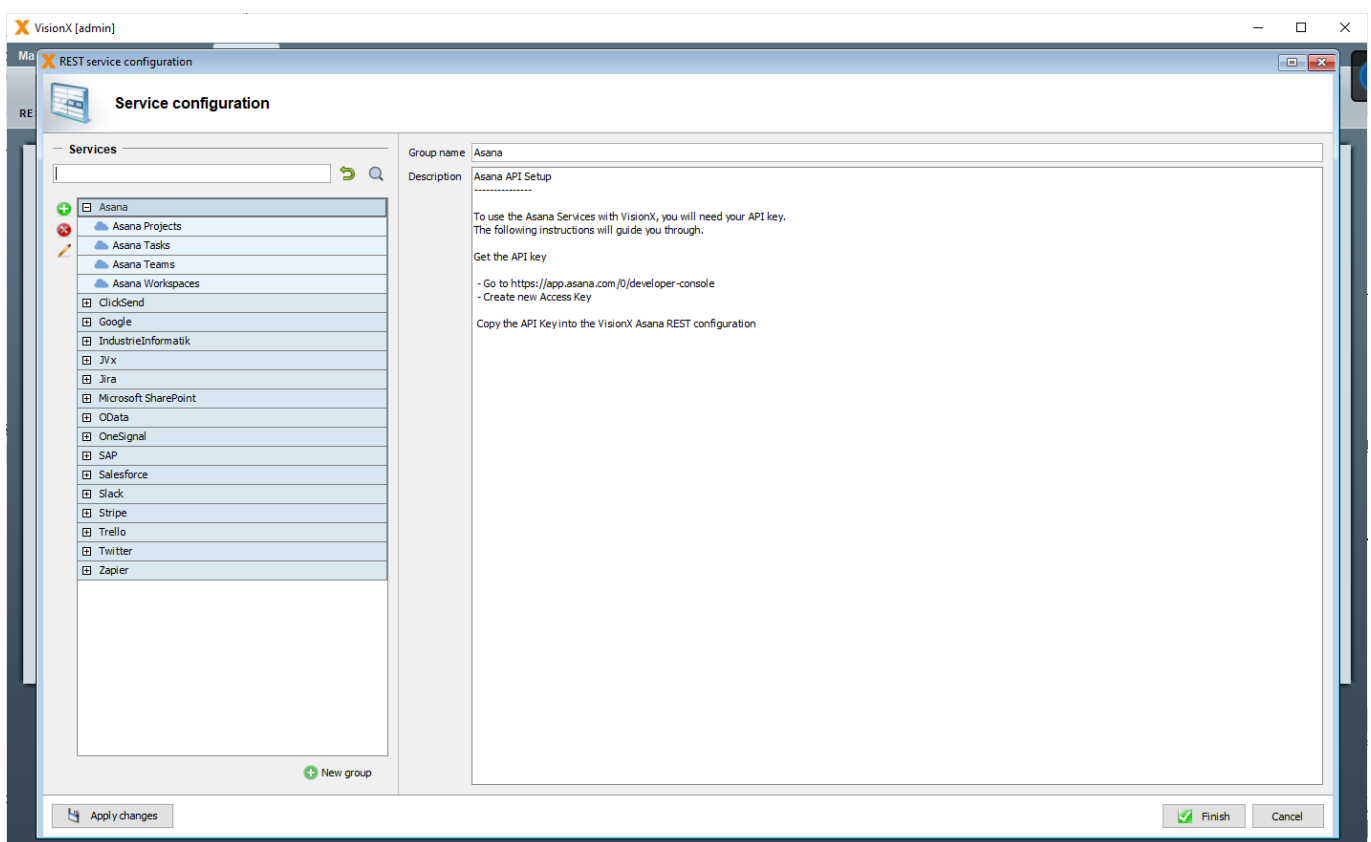 VisionX [admin]
Ma
REST service configuration
Service configuration
RE
Services
Asana
Asana Projects
Asana Tasks
Asana Teams
Asana Workspaces
ClickSend
Google
IndustrieInformatik
JVx
Jira
Microsoft SharePoint
OData
OneSignal
SAP
Salesforce
Slack
Stripe
Trello
Twitter
Zapier
New group
Group name Asana
Description Asana API Setup
---------------
To use the Asana Services with VisionX, you will need your API key.
The following instructions will guide you through.
Get the API key
- Go to https://app.asana.com/0/developer-console
- Create new Access Key
Copy the API Key into the VisionX Asana REST configuration
Apply changes
Finish
Cancel